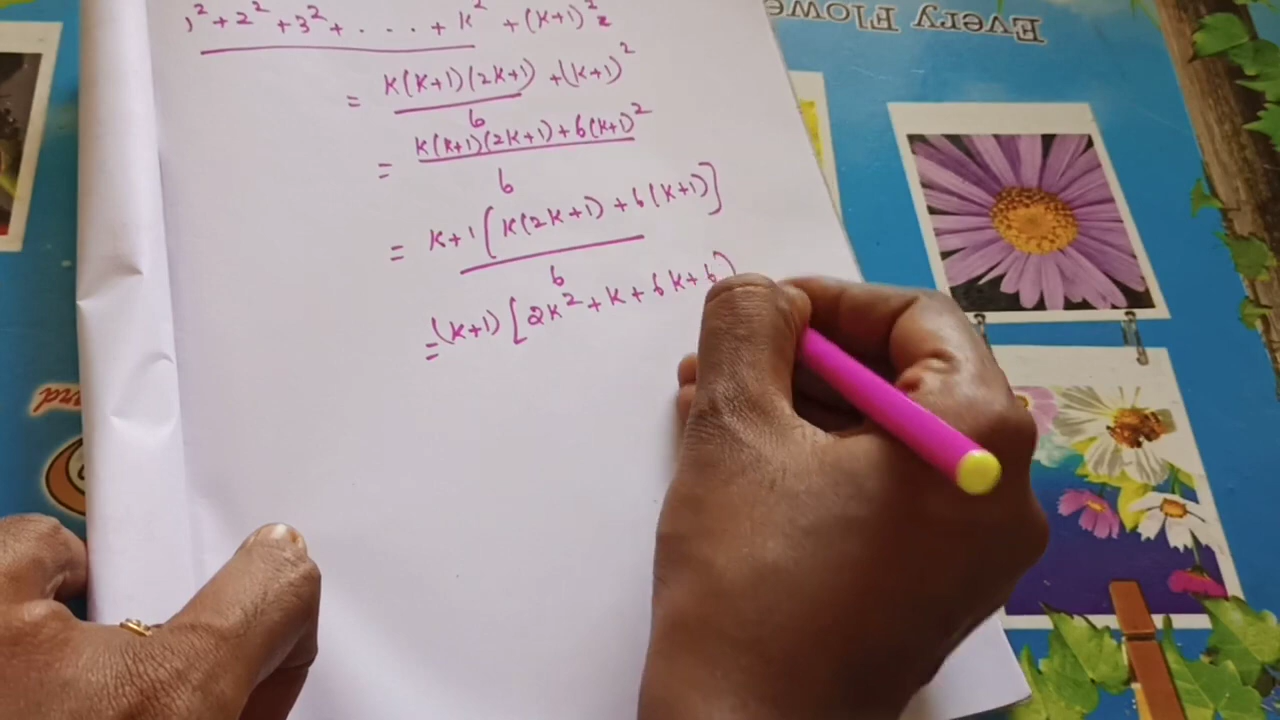 1² + 2² + 3² + . . . . + k² + (k+1)² =
= k(k+1)(2k+1) + (k+1)²
6
= k(k+1)(2k+1) + 6(k+1)²
6
= k+1 [k(2k+1) + 6(k+1)]
6
= (k+1) [2k² + k + 6k + 6)
Every Flowe